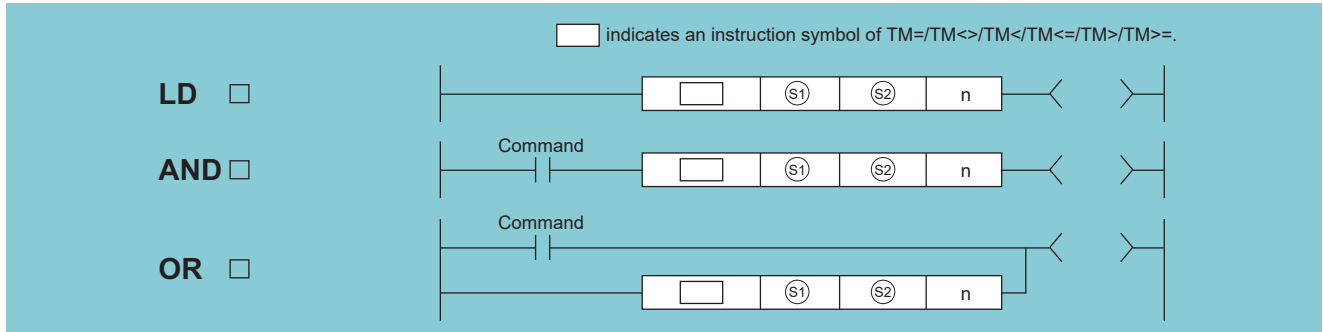 indicates an instruction symbol of TM=/TM<>/TM</TM<=/TM>/TM>=.
LD
S1 S2 n
Command
AND
S1 S2 n
Command
OR
S1 S2 n